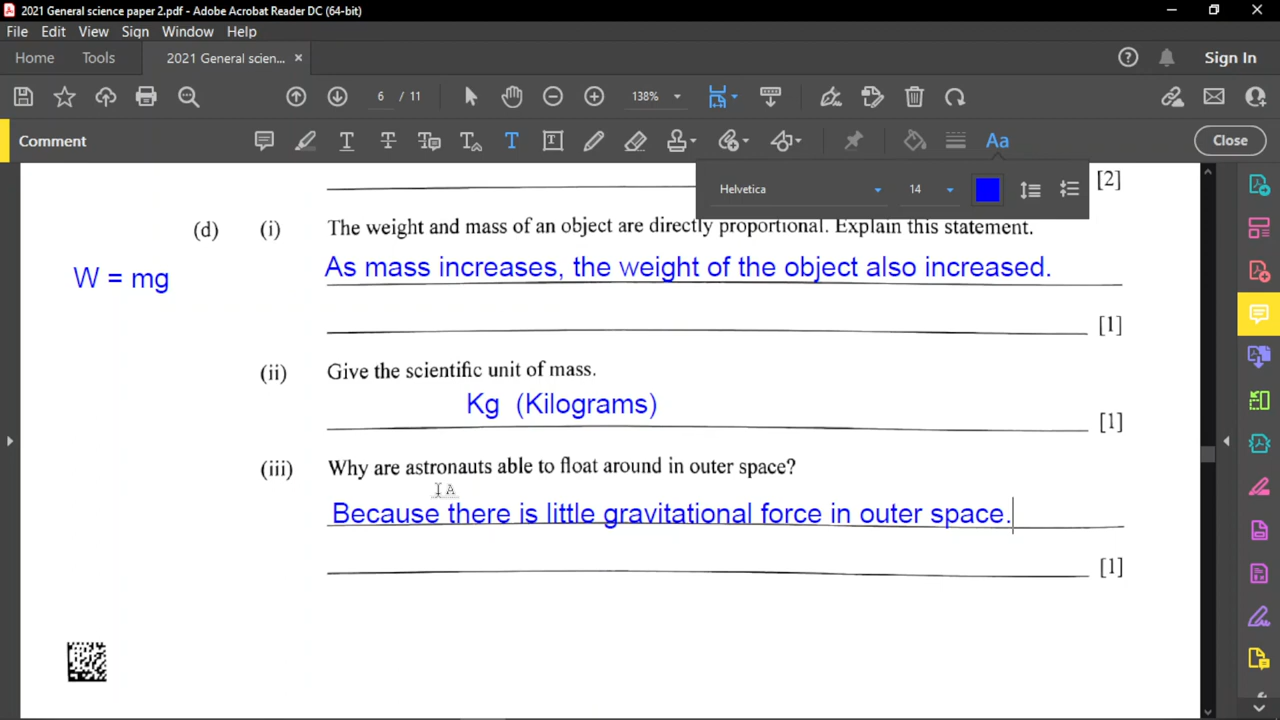 2021 General science paper 2.pdf - Adobe Acrobat Reader DC (64-bit)
File Edit View Sign Window Help
Home Tools 2021 General scien... × Sign In
6 / 11 138%
Comment T T T T T Aa Close
Helvetica 14
[2]
(d) (i) The weight and mass of an object are directly proportional. Explain this statement.
W = mg As mass increases, the weight of the object also increased.
[1]
(ii) Give the scientific unit of mass.
Kg (Kilograms)
[1]
(iii) Why are astronauts able to float around in outer space?
Because there is little gravitational force in outer space.
[1]